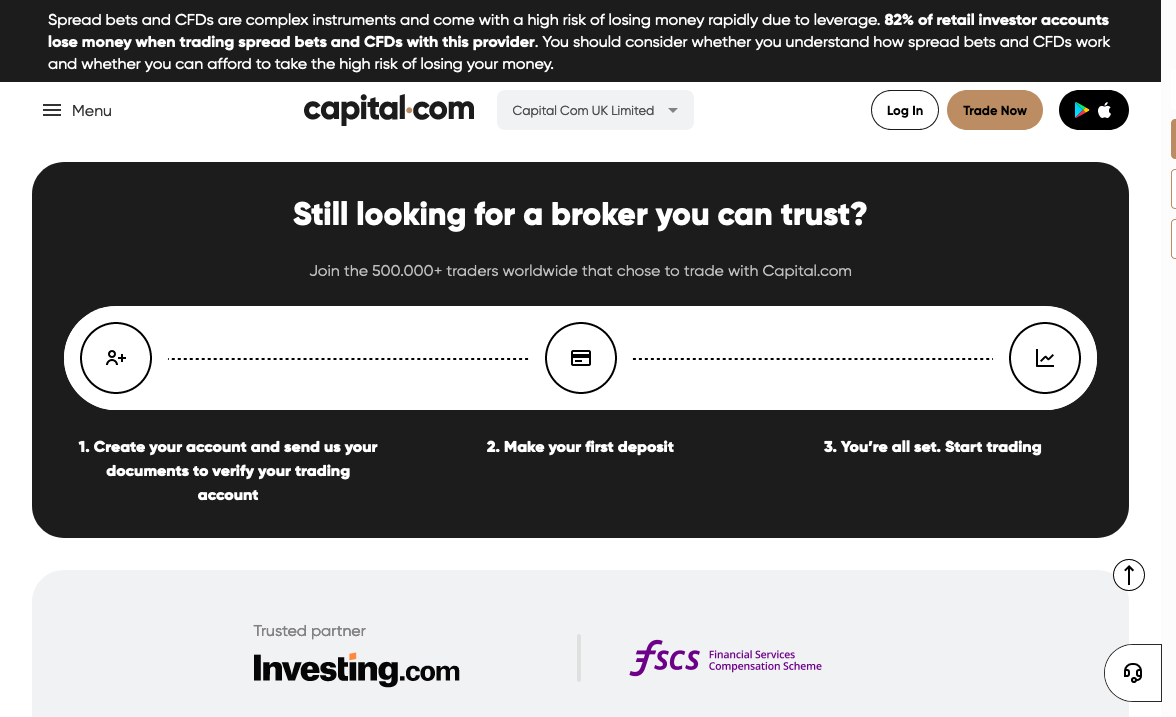 Spread bets and CFDs are complex instruments and come with a high risk of losing money rapidly due to leverage. 82% of retail investor accounts
lose money when trading spread bets and CFDs with this provider. You should consider whether you understand how spread bets and CFDs work
and whether you can afford to take the high risk of losing your money.
Menu
capital.com
Capital Com UK Limited
Log In
Trade Now
Still looking for a broker you can trust?
Join the 500.000+ traders worldwide that chose to trade with Capital.com
1. Create your account and send us your
documents to verify your trading
account
2. Make your first deposit
3. You’re all set. Start trading
Trusted partner
Investing.com
fscs
Financial Services
Compensation Scheme